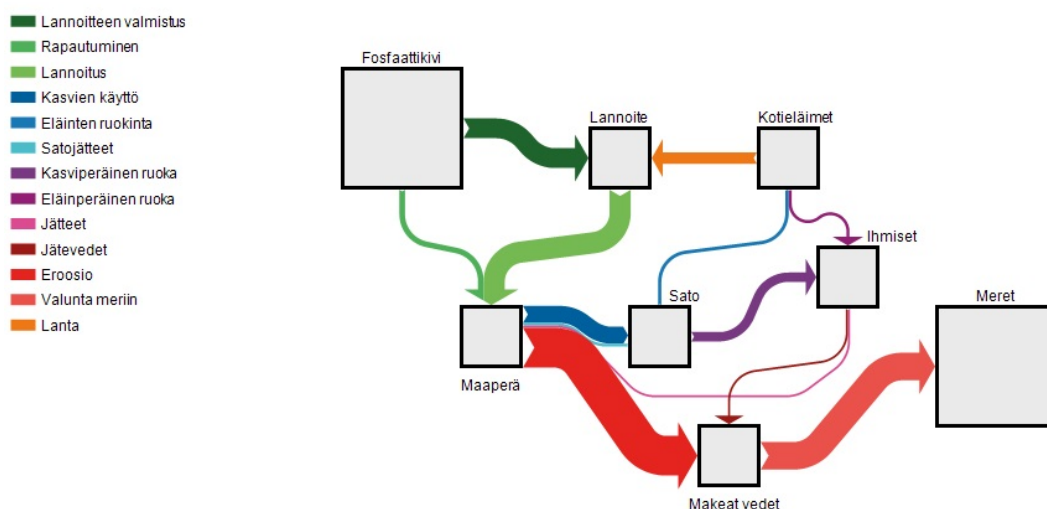 Lannoitteen valmistus
Rapautuminen
Lannoitus
Kasvien käyttö
Eläinten ruokinta
Satojätteet
Kasviperäinen ruoka
Eläinperäinen ruoka
Jätteet
Jätevedet
Eroosio
Valunta meriin
Lanta
Fosfaattikivi
Lannoite
Kotieläimet
Ihmiset
Sato
Meret
Maaperä
Makeat vedet